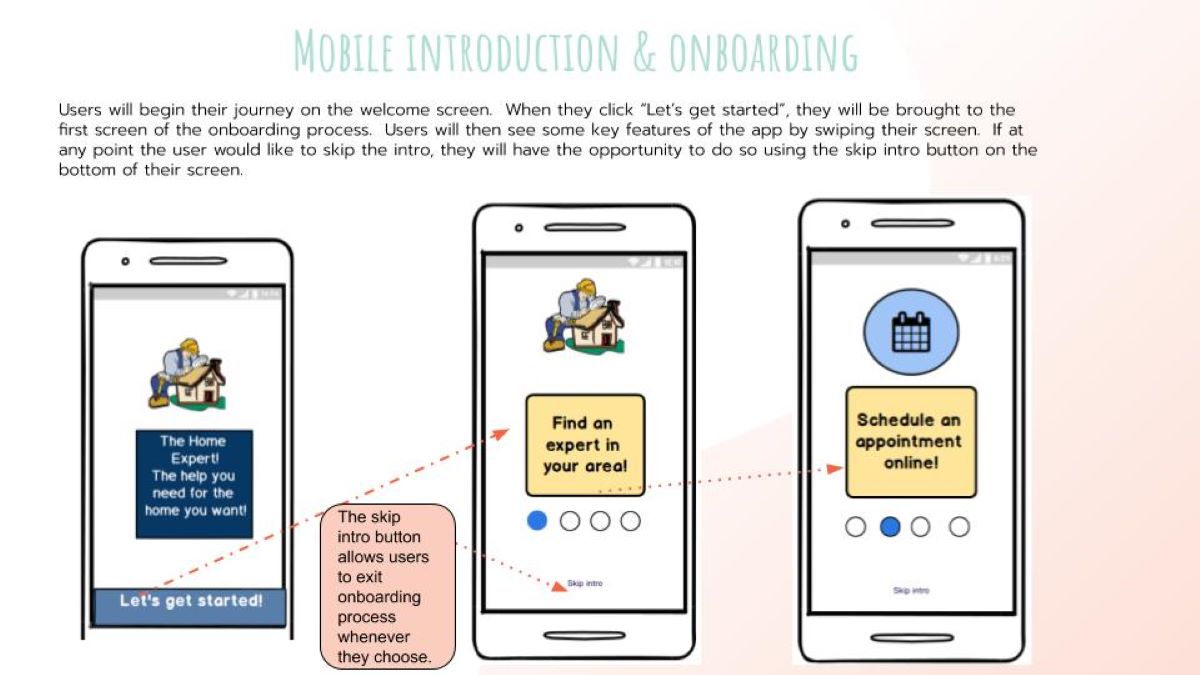 Mobile introduction & onboarding
Users will begin their journey on the welcome screen.  When they click “Let’s get started”, they will be brought to the
first screen of the onboarding process.  Users will then see some key features of the app by swiping their screen.  If at
any point the user would like to skip the intro, they will have the opportunity to do so using the skip intro button on the
bottom of their screen.
The Home
Expert!
The help you
need for the
home you want!
Let's get started!
The skip
intro button
allows users
to exit
onboarding
process
whenever
they choose.
Find an
expert in
your area!
Skip intro
Schedule an
appointment
online!
Skip intro